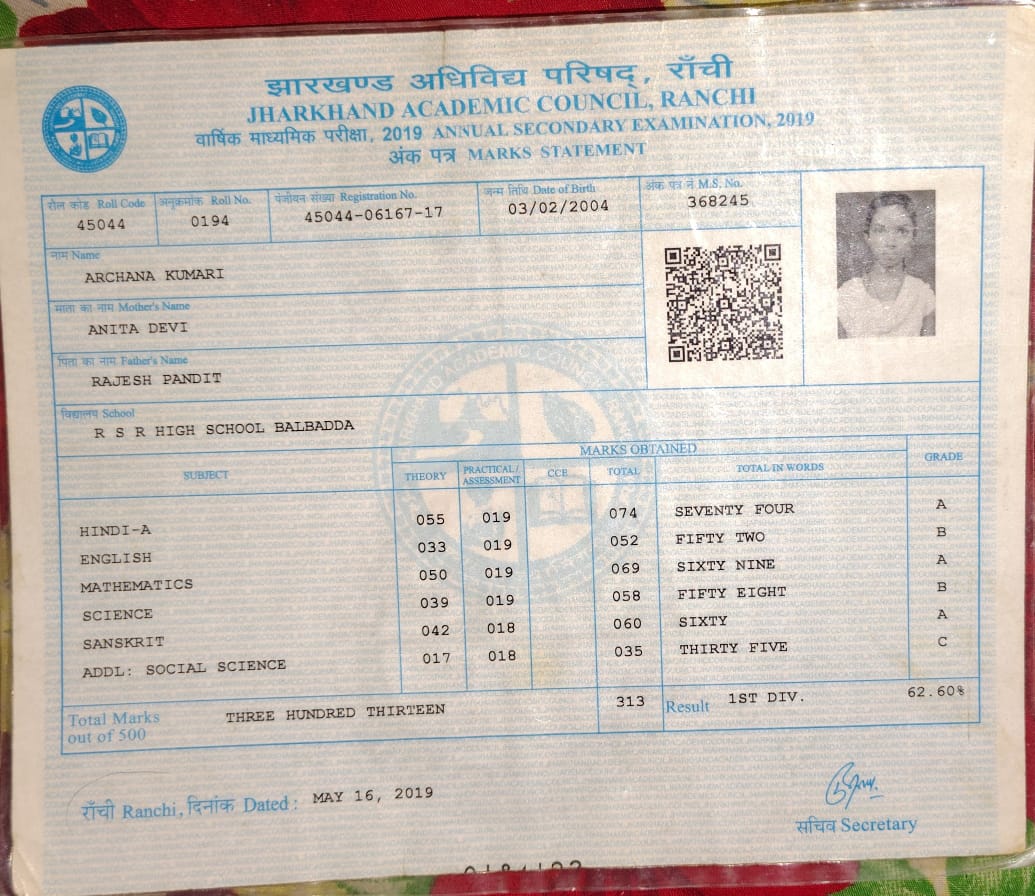 झारखण्ड अधिविद्य परिषद्, राँची
JHARKHAND ACADEMIC COUNCIL, RANCHI
वार्षिक माध्यमिक परीक्षा, 2019 ANNUAL SECONDARY EXAMINATION, 2019
अंक पत्र MARKS STATEMENT
रोल कोड Roll Code
45044
अनुक्रमांक Roll No.
0194
पंजीयन संख्या Registration No.
45044-06167-17
जन्म तिथि Date of Birth
03/02/2004
अंक पत्र नं M.S. No.
368245
नाम Name
ARCHANA KUMARI
माता का नाम Mother's Name
ANITA DEVI
पिता का नाम Father's Name
RAJESH PANDIT
विद्यालय School
R S R HIGH SCHOOL BALBADDA
MARKS OBTAINED
SUBJECT THEORY PRACTICAL/ ASSESSMENT CCE TOTAL TOTAL IN WORDS GRADE
HINDI-A 055 019 074 SEVENTY FOUR A
ENGLISH 033 019 052 FIFTY TWO B
MATHEMATICS 050 019 069 SIXTY NINE A
SCIENCE 039 019 058 FIFTY EIGHT B
SANSKRIT 042 018 060 SIXTY A
ADDL: SOCIAL SCIENCE 017 018 035 THIRTY FIVE C
Total Marks
out of 500
THREE HUNDRED THIRTEEN 313 Result 1ST DIV. 62.60%
राँची Ranchi, दिनांक Dated : MAY 16, 2019
सचिव Secretary